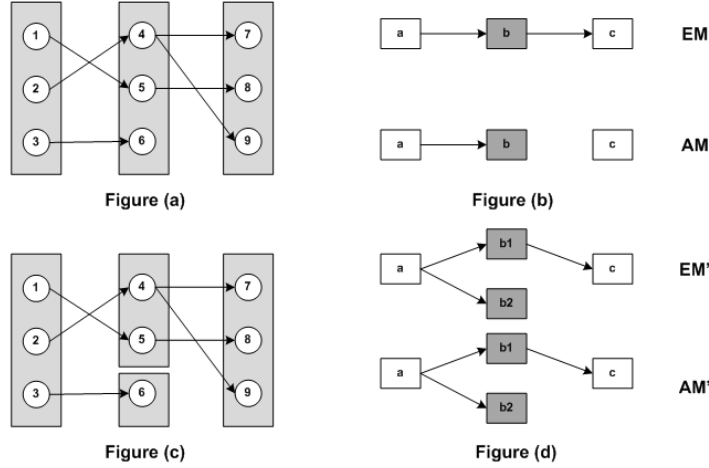 1 4 7
2 5 8
3 6 9
Figure (a)
a b c EM
a b c AM
Figure (b)
1 4 7
2 5 8
3 6 9
Figure (c)
b1
a c EM'
b2
b1
a c AM'
b2
Figure (d)